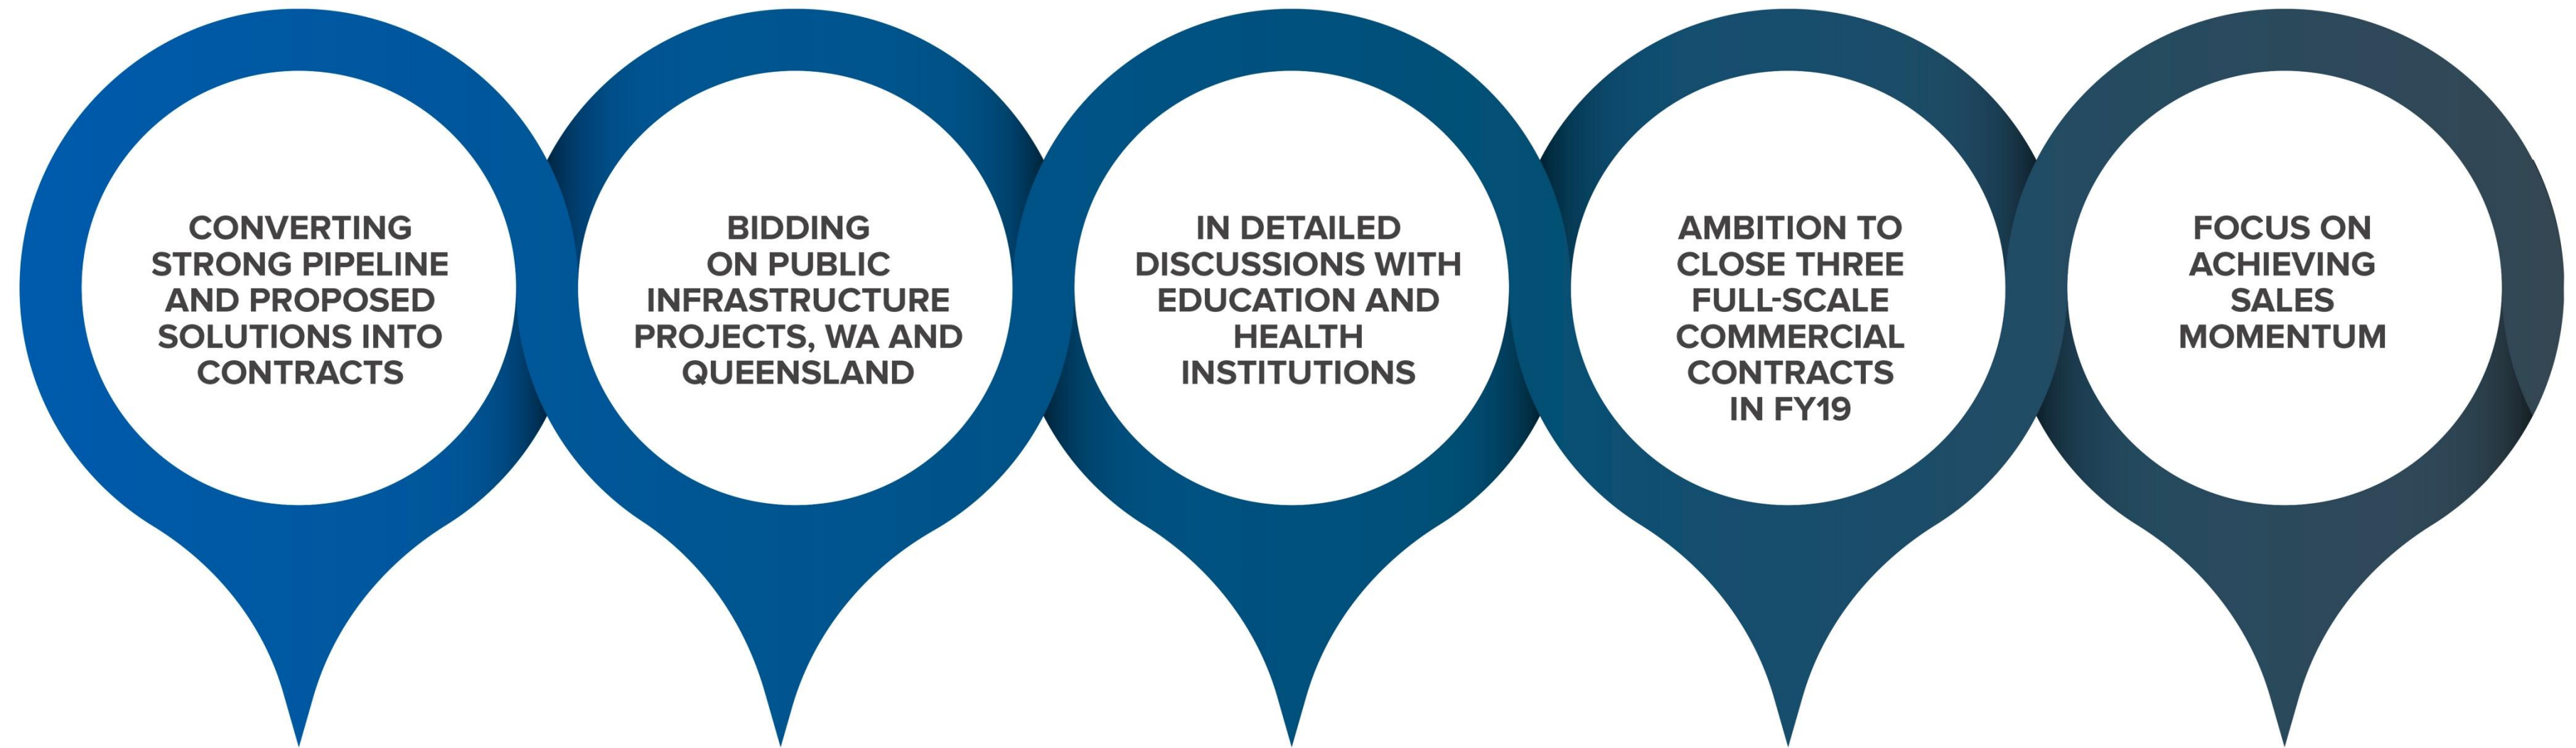 CONVERTING
STRONG PIPELINE
AND PROPOSED
SOLUTIONS INTO
CONTRACTS
BIDDING
ON PUBLIC
INFRASTRUCTURE
PROJECTS, WA AND
QUEENSLAND
IN DETAILED
DISCUSSIONS WITH
EDUCATION AND
HEALTH
INSTITUTIONS
AMBITION TO
CLOSE THREE
FULL-SCALE
COMMERCIAL
CONTRACTS
IN FY19
FOCUS ON
ACHIEVING
SALES
MOMENTUM